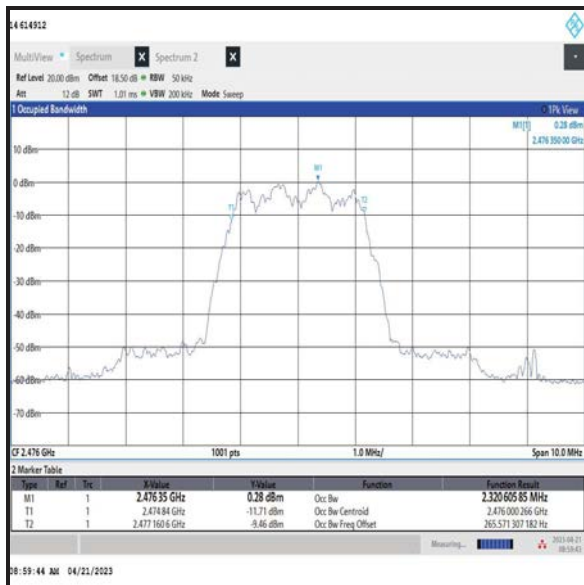 14 614912
MultiView Spectrum X Spectrum 2 X
Ref Level 20.00 dBm Offset 18.50 dB RBW 50 kHz
Att 12 dB SWT 1.01 ms VBW 200 kHz Mode Sweep
1 Occupied Bandwidth 1Pk View
M1[1] 0.28 dBm
2.476 350 00 GHz
10 dBm
M1
0 dBm
T1 T2
-10 dBm
-20 dBm
-30 dBm
-40 dBm
-50 dBm
-60 dBm
-70 dBm
CF 2.476 GHz 1001 pts 1.0 MHz/ Span 10.0 MHz
2 Marker Table
Type Ref Trc X-Value Y-Value Function Function Result
M1 1 2.476 35 GHz 0.28 dBm Occ Bw 2.320 605 85 MHz
T1 1 2.474 84 GHz -11.71 dBm Occ Bw Centroid 2.476 000 266 GHz
T2 1 2.477 160 6 GHz -9.46 dBm Occ Bw Freq Offset 265.571 307 182 Hz
Measuring... 2023-04-21
08:59:43
08:59:44 AM 04/21/2023